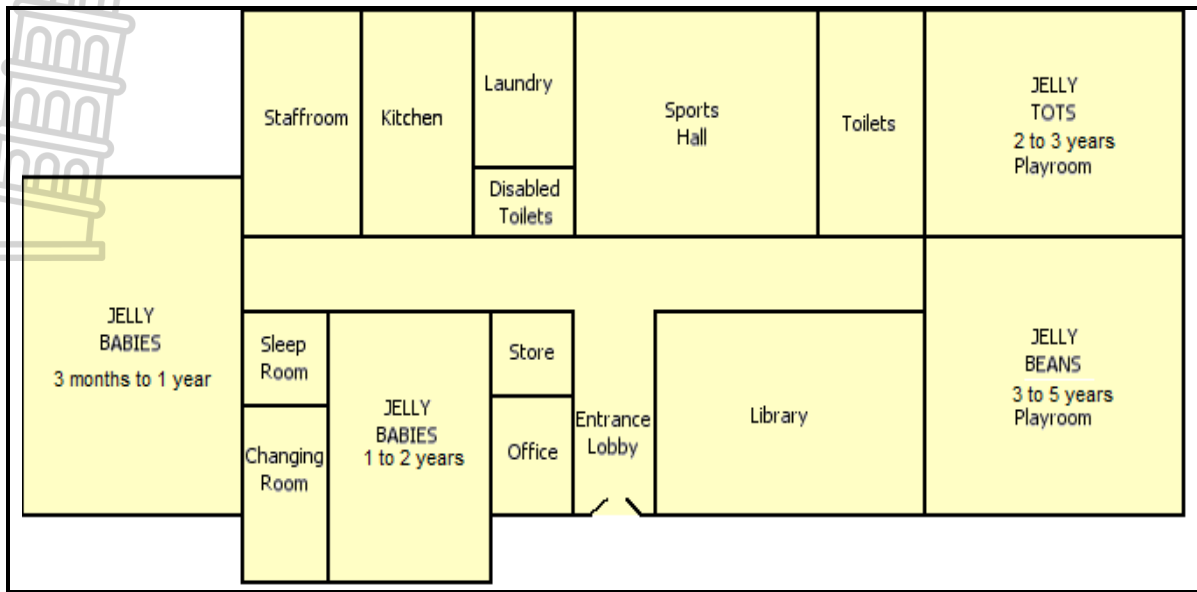 Staffroom
Kitchen
Laundry
Disabled
Toilets
Sports
Hall
Toilets
JELLY
TOTS
2 to 3 years
Playroom
JELLY
BABIES
3 months to 1 year
Sleep
Room
Changing
Room
JELLY
BABIES
1 to 2 years
Store
Office
Entrance
Lobby
Library
JELLY
BEANS
3 to 5 years
Playroom